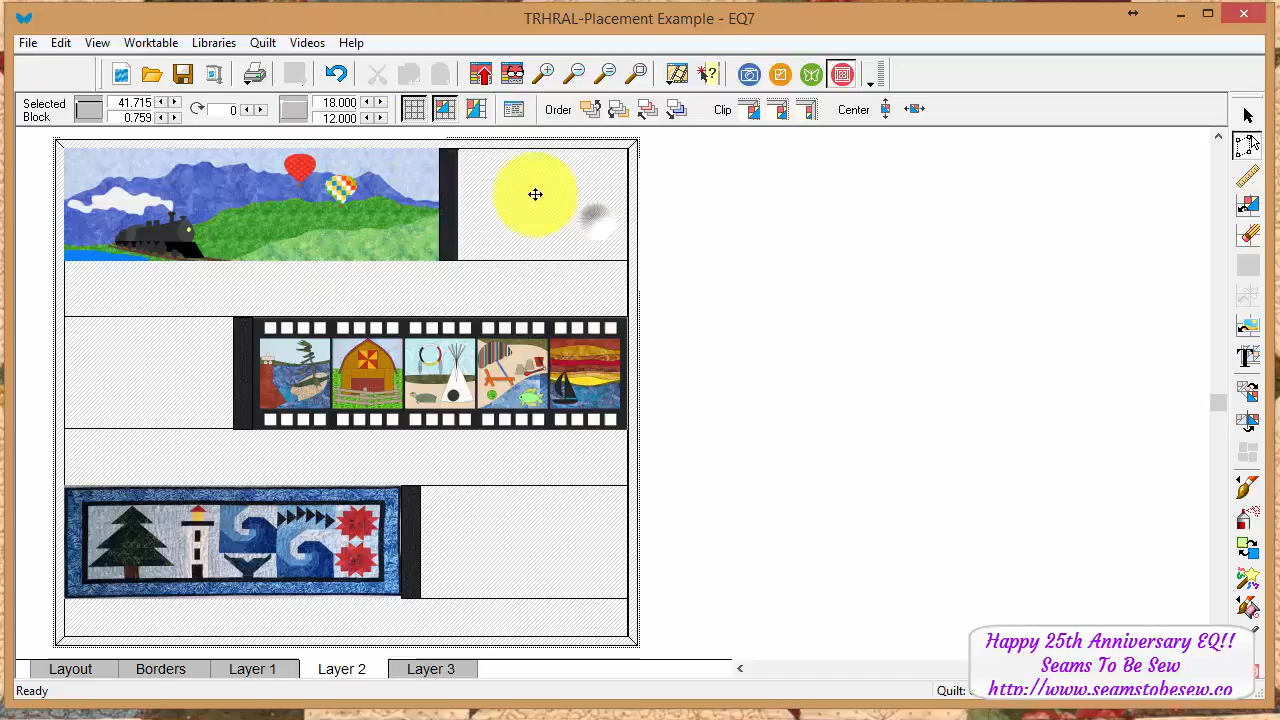 TRHRAL-Placement Example - EQ7
File Edit View Worktable Libraries Quilt Videos Help
Selected Block 41.715 0.759 0 18.000 12.000 Order Clip Center
Layout Borders Layer 1 Layer 2 Layer 3
Ready Quilt:
Happy 25th Anniversary EQ!!
Seams To Be Sew
http://www.seamstobesew.co